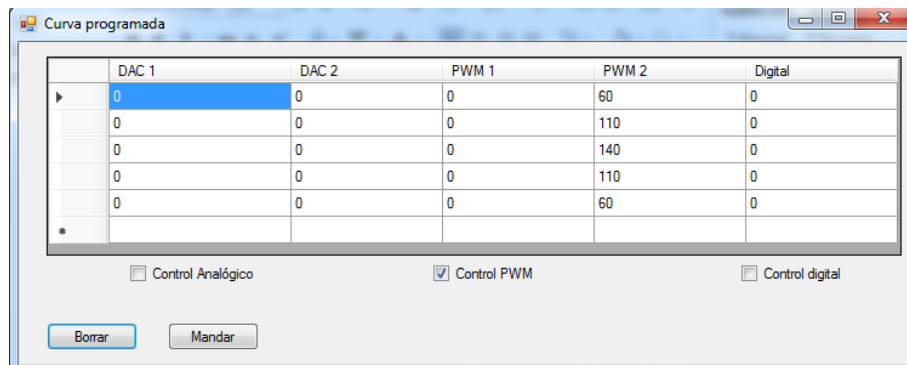 Curva programada
DAC 1 DAC 2 PWM 1 PWM 2 Digital
0 0 0 60 0
0 0 0 110 0
0 0 0 140 0
0 0 0 110 0
0 0 0 60 0
Control Analógico Control PWM Control digital
Borrar Mandar